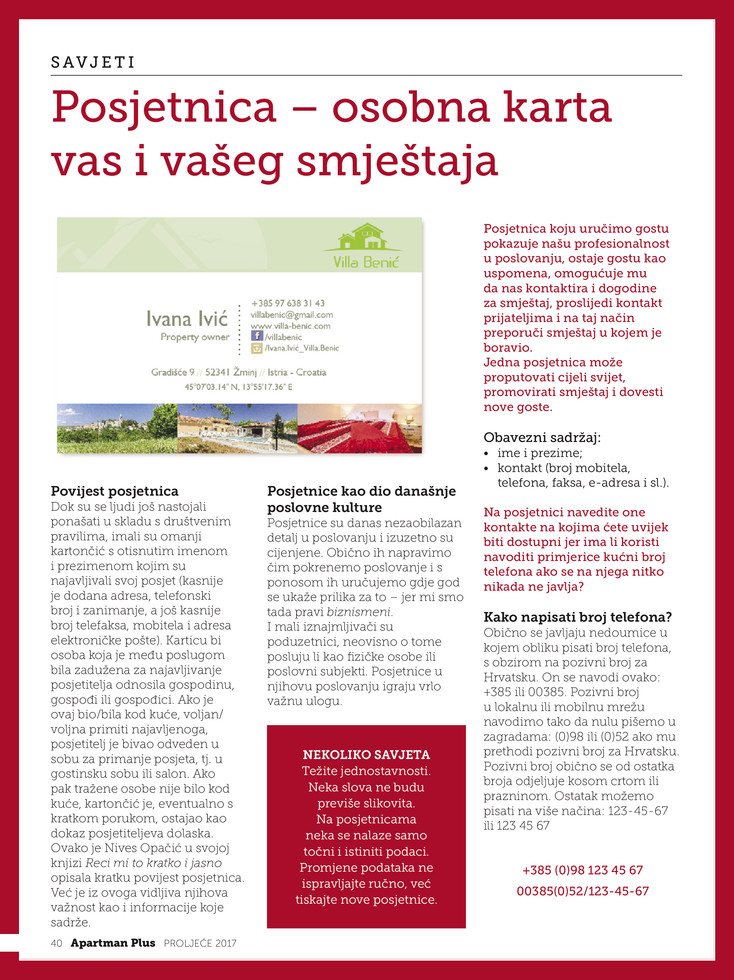 SAVJETI
Posjetnica – osobna karta
vas i vašeg smještaja
Villa Benić
Ivana Ivić
Property owner
+385 97 638 31 43
villabenic@gmail.com
www.villa-benic.com
/villabenic
/Ivana.Ivić_Villa.Benic
Gradišće 9 // 52341 Žminj // Istria - Croatia
45°07'03.14" N, 13°55'17.36" E
Povijest posjetnica
Dok su se ljudi još nastojali
ponašati u skladu s društvenim
pravilima, imali su omanji
kartončić s otisnutim imenom
i prezimenom kojim su
najavljivali svoj posjet (kasnije
je dodana adresa, telefonski
broj i zanimanje, a još kasnije
broj telefaksa, mobitela i adresa
elektroničke pošte). Karticu bi
osoba koja je među poslugom
bila zadužena za najavljivanje
posjetitelja odnosila gospodinu,
gospođi ili gospođici. Ako je
ovaj bio/bila kod kuće, voljan/
voljna primiti najavljenoga,
posjetitelj je bivao odveden u
sobu za primanje posjeta, tj. u
gostinsku sobu ili salon. Ako
pak tražene osobe nije bilo kod
kuće, kartončić je, eventualno s
kratkom porukom, ostajao kao
dokaz posjetiteljeva dolaska.
Ovako je Nives Opačić u svojoj
knjizi Reci mi to kratko i jasno
opisala kratku povijest posjetnica.
Već je iz ovoga vidljiva njihova
važnost kao i informacije koje
sadrže.
Posjetnice kao dio današnje
poslovne kulture
Posjetnice su danas nezaobilazan
detalj u poslovanju i izuzetno su
cijenjene. Obično ih napravimo
čim pokrenemo poslovanje i s
ponosom ih uručujemo gdje god
se ukaže prilika za to – jer mi smo
tada pravi biznismeni.
I mali iznajmljivači su
poduzetnici, neovisno o tome
posluju li kao fizičke osobe ili
poslovni subjekti. Posjetnice u
njihovu poslovanju igraju vrlo
važnu ulogu.
NEKOLIKO SAVJETA
Težite jednostavnosti.
Neka slova ne budu
previše slikovita.
Na posjetnicama
neka se nalaze samo
točni i istiniti podaci.
Promjene podataka ne
ispravljajte ručno, već
tiskajte nove posjetnice.
Posjetnica koju uručimo gostu
pokazuje našu profesionalnost
u poslovanju, ostaje gostu kao
uspomena, omogućuje mu
da nas kontaktira i dogodine
za smještaj, proslijedi kontakt
prijateljima i na taj način
preporuči smještaj u kojem je
boravio.
Jedna posjetnica može
proputovati cijeli svijet,
promovirati smještaj i dovesti
nove goste.
Obavezni sadržaj:
• ime i prezime;
• kontakt (broj mobitela,
telefona, faksa, e-adresa i sl.).
Na posjetnici navedite one
kontakte na kojima ćete uvijek
biti dostupni jer ima li koristi
navoditi primjerice kućni broj
telefona ako se na njega nitko
nikada ne javlja?
Kako napisati broj telefona?
Obično se javljaju nedoumice u
kojem obliku pisati broj telefona,
s obzirom na pozivni broj za
Hrvatsku. On se navodi ovako:
+385 ili 00385. Pozivni broj
u lokalnu ili mobilnu mrežu
navodimo tako da nulu pišemo u
zagradama: (0)98 ili (0)52 ako mu
prethodi pozivni broj za Hrvatsku.
Pozivni broj obično se od ostatka
broja odjeljuje kosom crtom ili
prazninom. Ostatak možemo
pisati na više načina: 123-45-67
ili 123 45 67
+385 (0)98 123 45 67
00385(0)52/123-45-67
40 Apartman Plus PROLJEĆE 2017